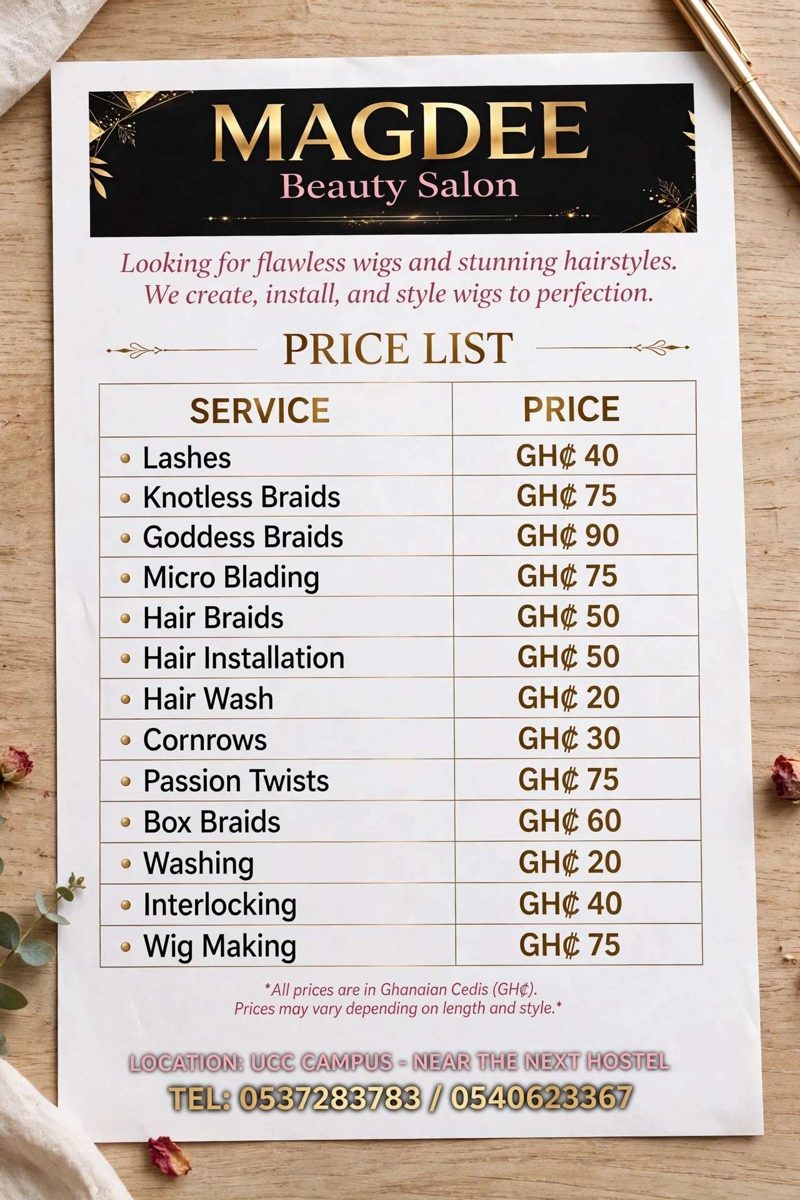 MAGDEE
Beauty Salon
Looking for flawless wigs and stunning hairstyles.
We create, install, and style wigs to perfection.
PRICE LIST
SERVICE PRICE
• Lashes GH₵ 40
• Knotless Braids GH₵ 75
• Goddess Braids GH₵ 90
• Micro Blading GH₵ 75
• Hair Braids GH₵ 50
• Hair Installation GH₵ 50
• Hair Wash GH₵ 20
• Cornrows GH₵ 30
• Passion Twists GH₵ 75
• Box Braids GH₵ 60
• Washing GH₵ 20
• Interlocking GH₵ 40
• Wig Making GH₵ 75
*All prices are in Ghanaian Cedis (GH₵).
Prices may vary depending on length and style.*
LOCATION: UCC CAMPUS - NEAR THE NEXT HOSTEL
TEL: 0537283783 / 0540623367